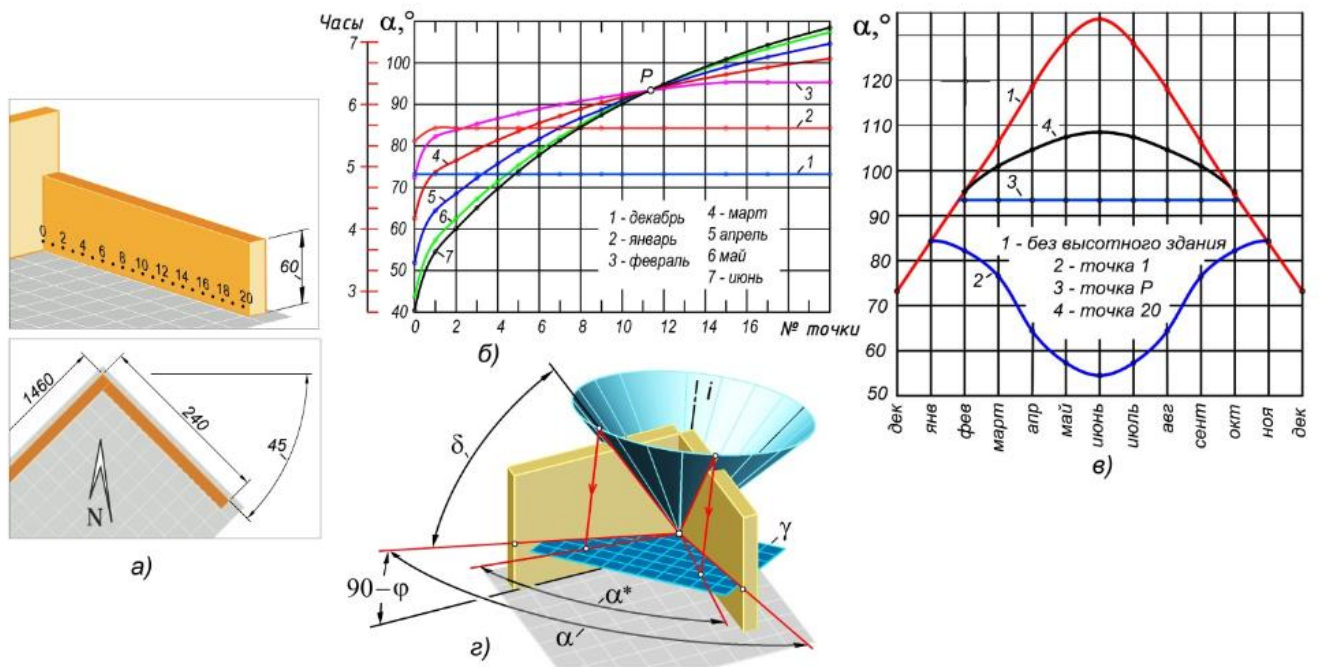 0 2 4 6 8 10 12 14 16 18 20
60
1460
240
45
N
а)
Часы
α,°
7
6
5
4
3
100
90
80
70
60
50
40
P
3
2
1
4
5
6
7
1 - декабрь
2 - январь
3 - февраль
4 - март
5 апрель
6 май
7 - июнь
0 2 4 6 8 10 12 14 16 № точки
б)
α,°
120
110
100
90
80
70
60
50
1
4
3
2
1 - без высотного здания
2 - точка 1
3 - точка P
4 - точка 20
дек янв фев март апр май июнь июль авг сент окт ноя дек
в)
i
δ
γ
90–φ
α*
α
г)